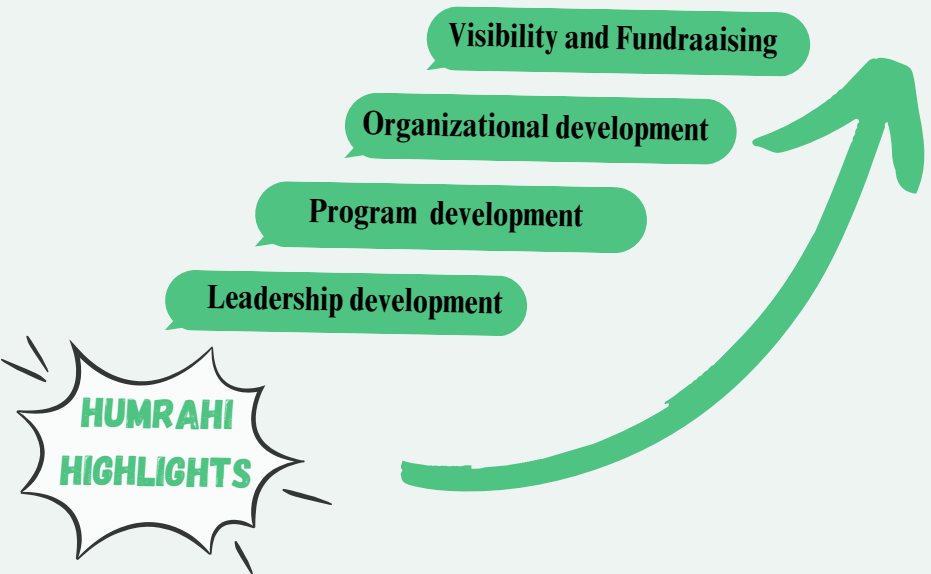 Visibility and Fundraaising
Organizational development
Program development
Leadership development
HUMRAHI
HIGHLIGHTS